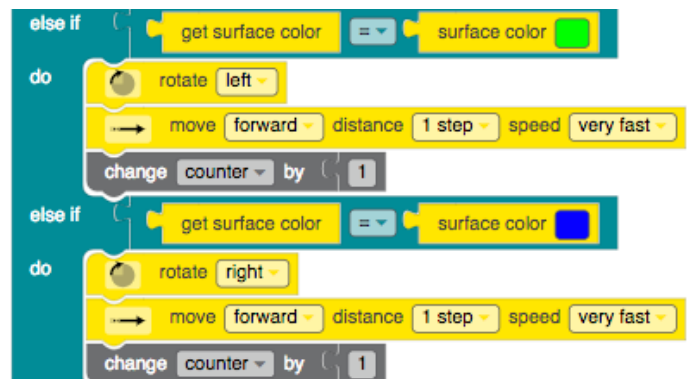 else if get surface color = surface color
do rotate left
move forward distance 1 step speed very fast
change counter by 1
else if get surface color = surface color
do rotate right
move forward distance 1 step speed very fast
change counter by 1